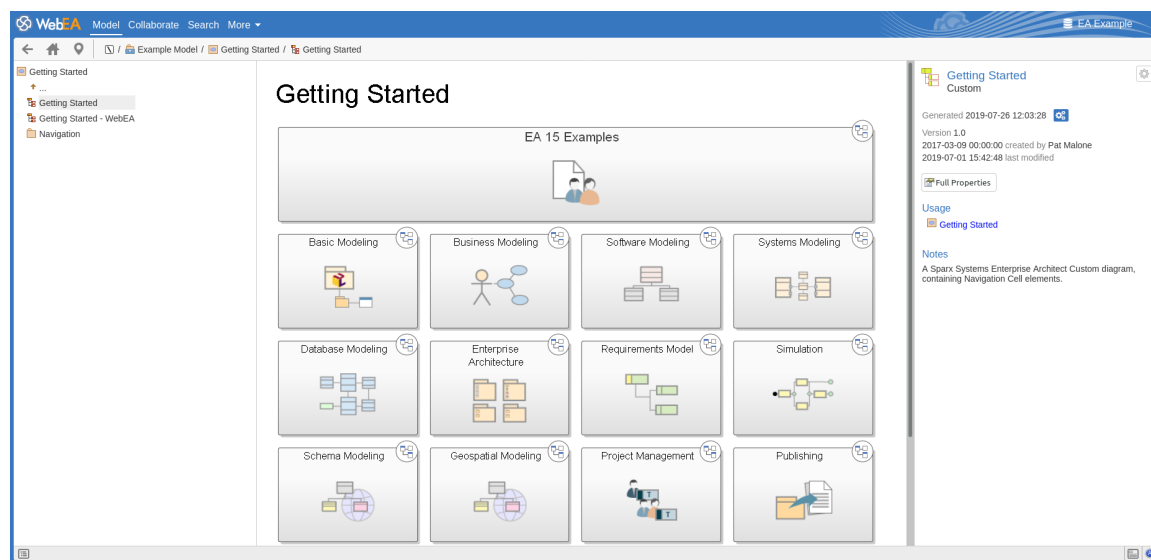 WebEA Model Collaborate Search More
EA Example
/ Example Model / Getting Started / Getting Started
Getting Started
...
Getting Started
Getting Started - WebEA
Navigation
Getting Started
EA 15 Examples
Basic Modeling
Business Modeling
Software Modeling
Systems Modeling
Database Modeling
Enterprise
Architecture
Requirements Model
Simulation
Schema Modeling
Geospatial Modeling
Project Management
T
T
Publishing
Getting Started
Custom
Generated 2019-07-26 12:03:28
Version 1.0
2017-03-09 00:00:00 created by Pat Malone
2019-07-01 15:42:48 last modified
Full Properties
Usage
Getting Started
Notes
A Sparx Systems Enterprise Architect Custom diagram,
containing Navigation Cell elements.